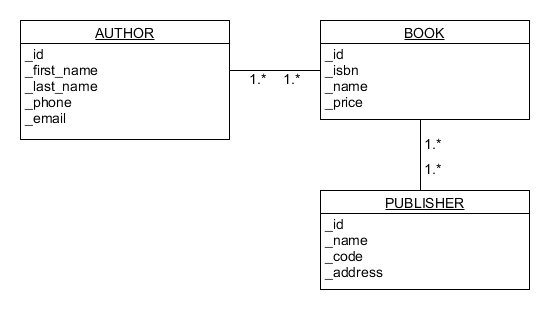 AUTHOR
_id
_first_name
_last_name
_phone
_email
1.* 1.*
BOOK
_id
_isbn
_name
_price
1.*
1.*
PUBLISHER
_id
_name
_code
_address